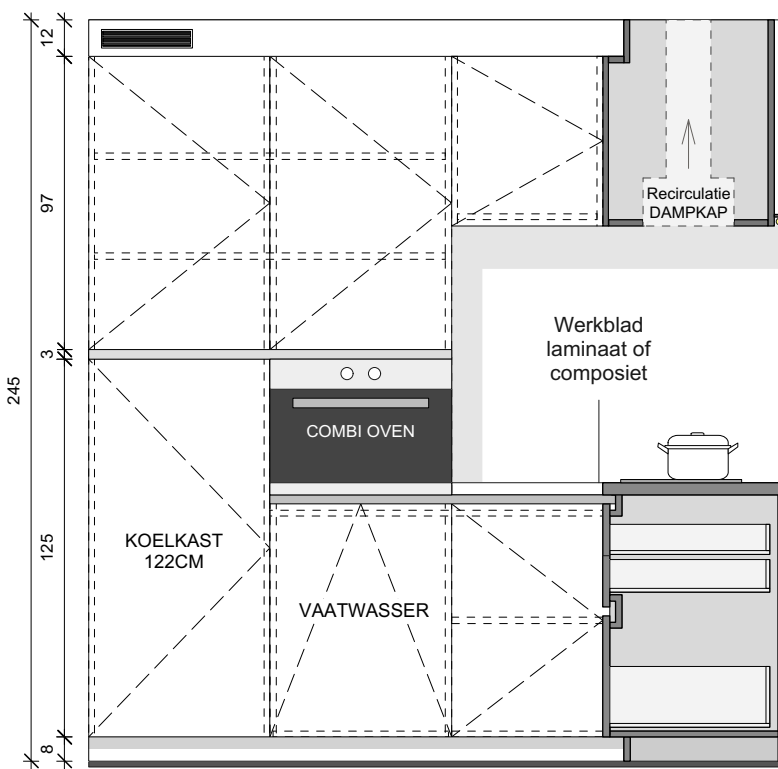 12
97
3
245
125
8
Recirculatie
DAMPKAP
Werkblad
laminaat of
composiet
COMBI OVEN
KOELKAST
122CM
VAATWASSER